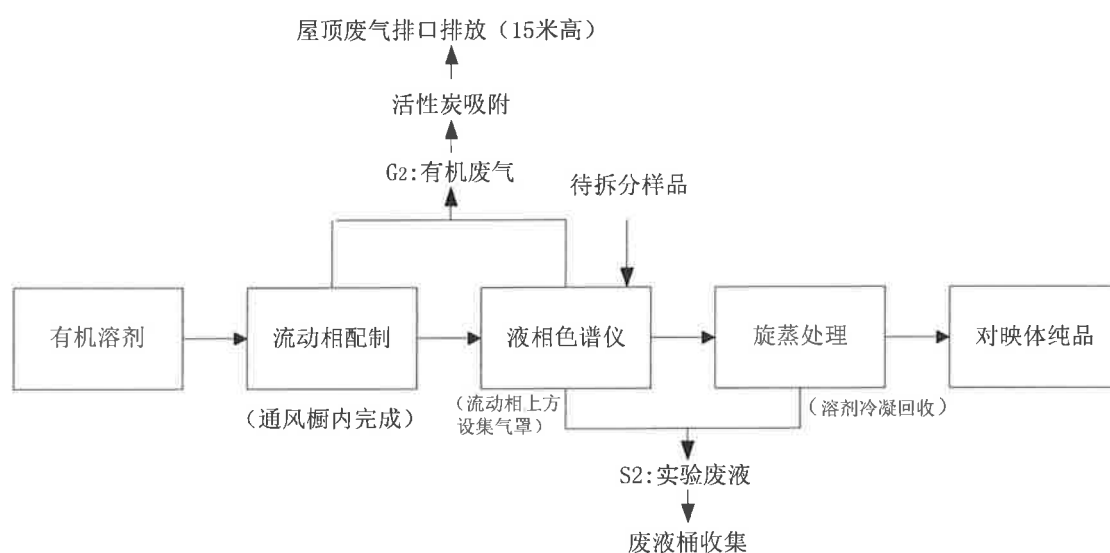 屋顶废气排口排放（15米高）
活性炭吸附
G2:有机废气
待拆分样品
有机溶剂
流动相配制
液相色谱仪
旋蒸处理
对映体纯品
（通风橱内完成）
（流动相上方
设集气罩）
（溶剂冷凝回收）
S2:实验废液
废液桶收集